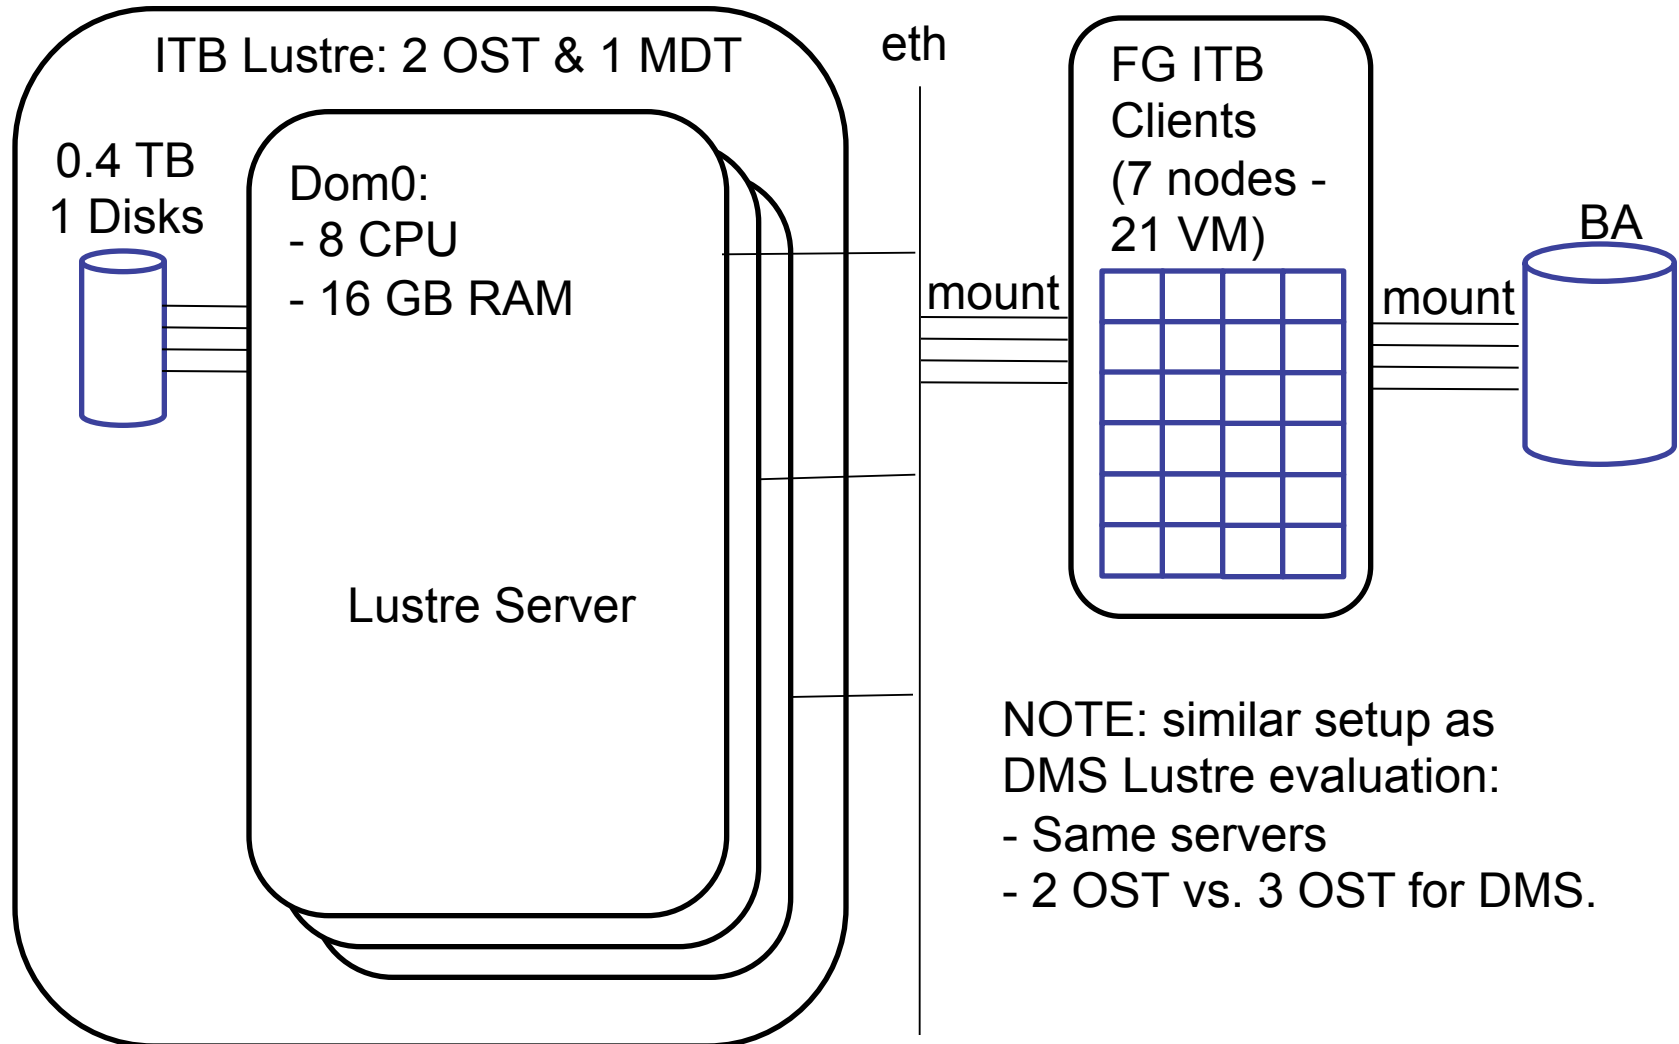 ITB Lustre: 2 OST & 1 MDT
0.4 TB
1 Disks
Dom0:
- 8 CPU
- 16 GB RAM
Lustre Server
eth
mount
FG ITB
Clients
(7 nodes -
21 VM)
mount
BA
NOTE: similar setup as
DMS Lustre evaluation:
- Same servers
- 2 OST vs. 3 OST for DMS.